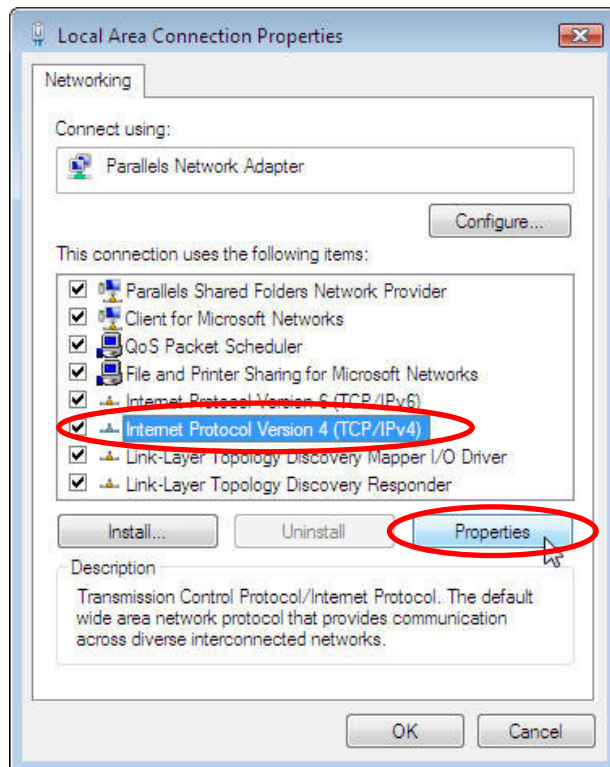 Local Area Connection Properties
Networking
Connect using:
Parallels Network Adapter
Configure...
This connection uses the following items:
Parallels Shared Folders Network Provider
Client for Microsoft Networks
QoS Packet Scheduler
File and Printer Sharing for Microsoft Networks
Internet Protocol Version 6 (TCP/IPv6)
Internet Protocol Version 4 (TCP/IPv4)
Link-Layer Topology Discovery Mapper I/O Driver
Link-Layer Topology Discovery Responder
Install... Uninstall Properties
Description
Transmission Control Protocol/Internet Protocol. The default
wide area network protocol that provides communication
across diverse interconnected networks.
OK Cancel